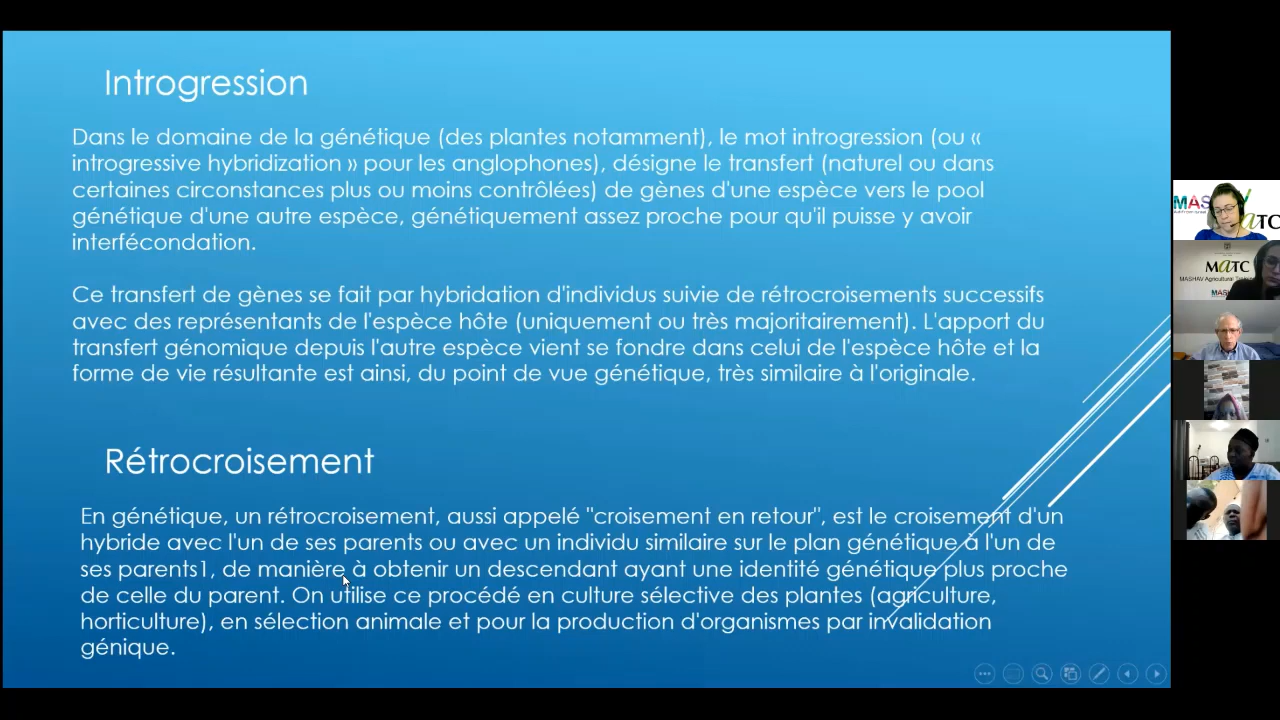 Introgression
Dans le domaine de la génétique (des plantes notamment), le mot introgression (ou «
introgressive hybridization » pour les anglophones), désigne le transfert (naturel ou dans
certaines circonstances plus ou moins contrôlées) de gènes d'une espèce vers le pool
génétique d'une autre espèce, génétiquement assez proche pour qu'il puisse y avoir
interfécondation.
Ce transfert de gènes se fait par hybridation d'individus suivie de rétrocroisements successifs
avec des représentants de l'espèce hôte (uniquement ou très majoritairement). L'apport du
transfert génomique depuis l'autre espèce vient se fondre dans celui de l'espèce hôte et la
forme de vie résultante est ainsi, du point de vue génétique, très similaire à l'originale.
Rétrocroisement
En génétique, un rétrocroisement, aussi appelé "croisement en retour", est le croisement d'un
hybride avec l'un de ses parents ou avec un individu similaire sur le plan génétique à l'un de
ses parents1, de manière à obtenir un descendant ayant une identité génétique plus proche
de celle du parent. On utilise ce procédé en culture sélective des plantes (agriculture,
horticulture), en sélection animale et pour la production d'organismes par invalidation
génique.
MATC
MASHAV Agricultural